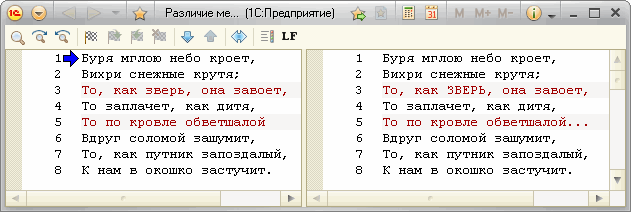 Различие ме... (1С:Предприятие)
M M+ M-
31
LF
1 Буря мглою небо кроет,
2 Вихри снежные крутя;
3 То, как зверь, она завоет,
4 То заплачет, как дитя,
5 То по кровле обветшалой
6 Вдруг соломой зашумит,
7 То, как путник запоздалый,
8 К нам в окошко застучит.
1 Буря мглою небо кроет,
2 Вихри снежные крутя;
3 То, как ЗВЕРЬ, она завоет,
4 То заплачет, как дитя,
5 То по кровле обветшалой...
6 Вдруг соломой зашумит,
7 То, как путник запоздалый,
8 К нам в окошко застучит.